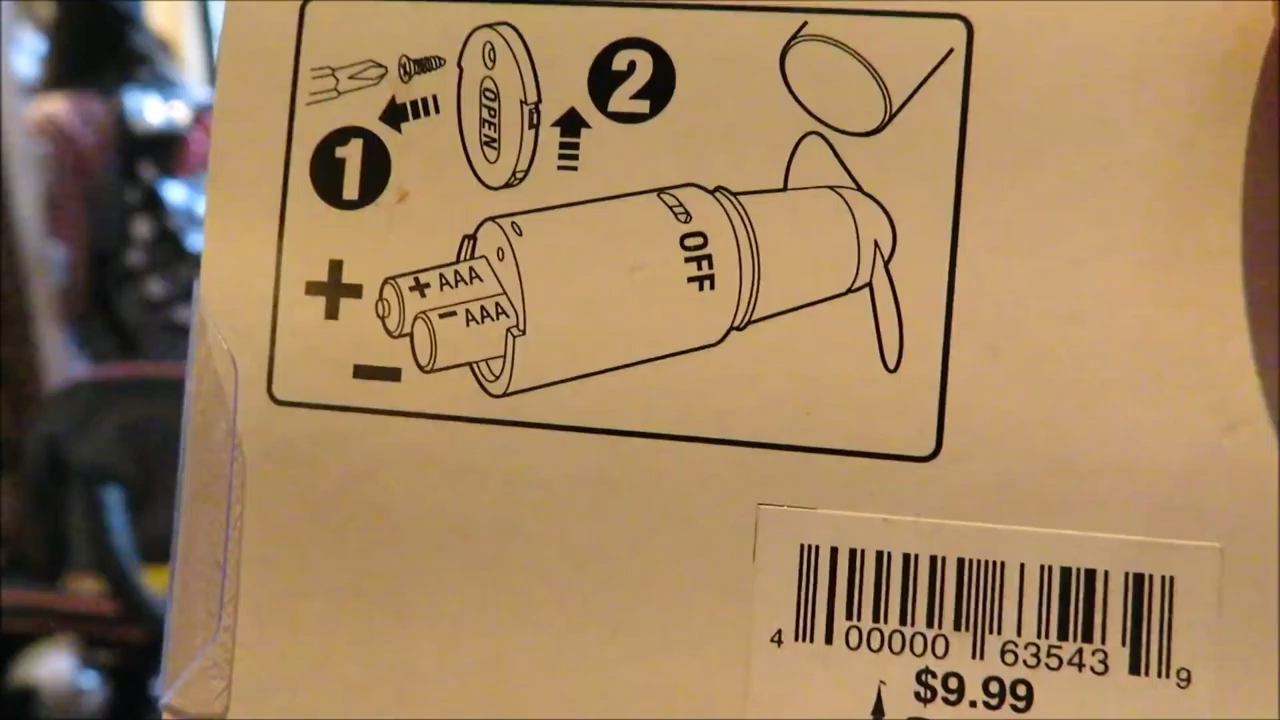 1
OPEN
2
OFF
+
+ AAA
- AAA
-
4 00000 63543 9
$9.99